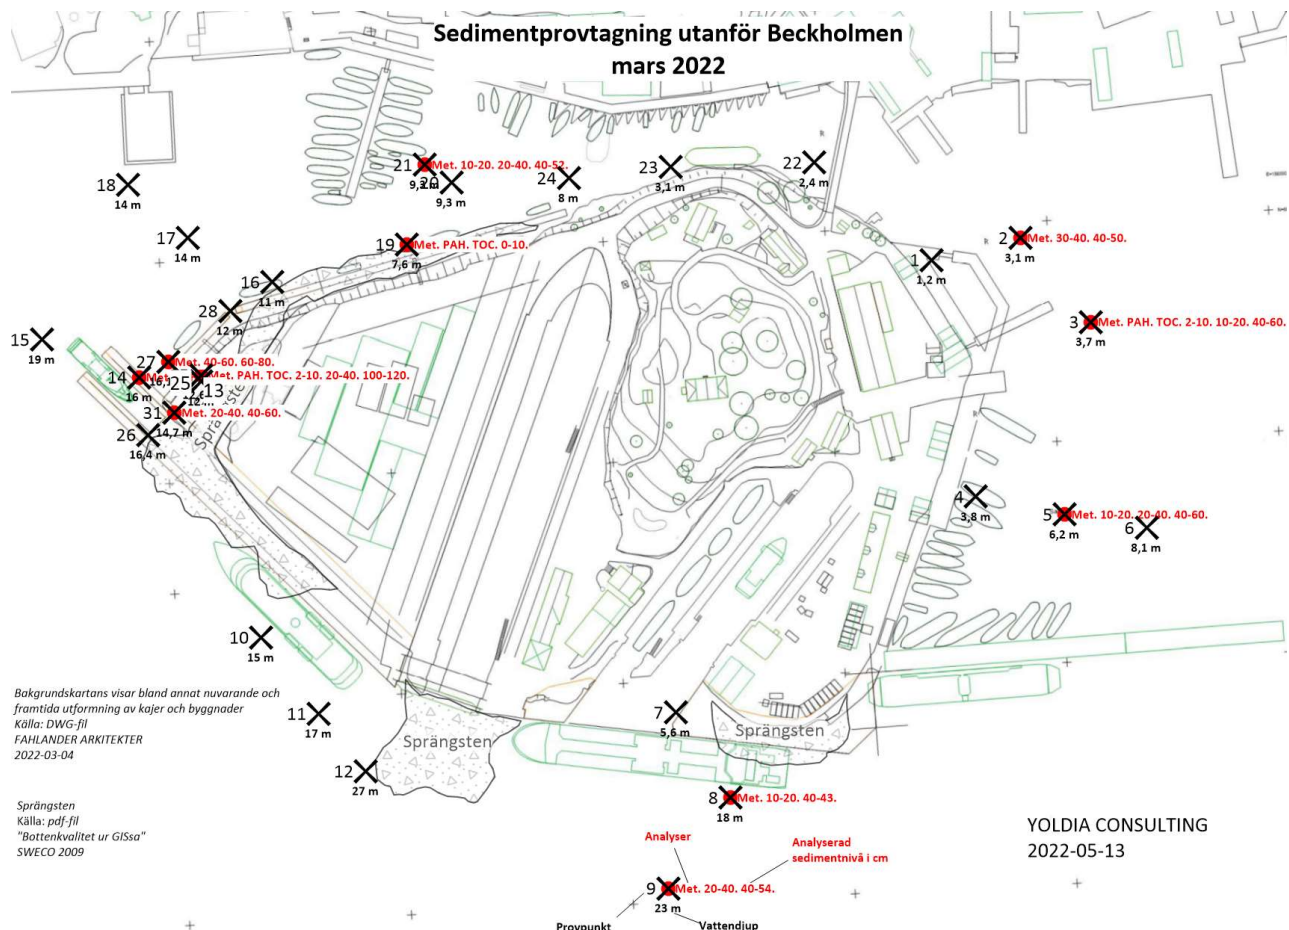 Sedimentprovtagning utanför Beckholmen
mars 2022
21 Met. 10-20. 20-40. 40-52.
20
9,3 m
24
8 m
23
3,1 m
22
2,4 m
18
14 m
17
14 m
19 Met. PAH. TOC. 0-10.
7,6 m
2 Met. 30-40. 40-50.
3,1 m
1
1,2 m
16
11 m
28
12 m
3 Met. PAH. TOC. 2-10. 10-20. 40-60.
3,7 m
15
19 m
27 Met. 40-60. 60-80.
14 Met.
16 m
25 13 Met. PAH. TOC. 2-10. 20-40. 100-120.
31 Met. 20-40. 40-60.
14,7 m
26
16,4 m
Sprängsten
4
3,8 m
5 Met. 10-20. 20-40. 40-60.
6,2 m
6
8,1 m
10
15 m
Bakgrundskartans visar bland annat nuvarande och
framtida utformning av kajer och byggnader
Källa: DWG-fil
FAHLANDER ARKITEKTER
2022-03-04
11
17 m
7
5,6 m
Sprängsten
Sprängsten
12
27 m
8 Met. 10-20. 40-43.
18 m
Sprängsten
Källa: pdf-fil
"Bottenkvalitet ur GISsa"
SWECO 2009
YOLDIA CONSULTING
2022-05-13
Analyser
Analyserad
sedimentnivå i cm
9 Met. 20-40. 40-54.
23 m
Provpunkt
Vattendjup